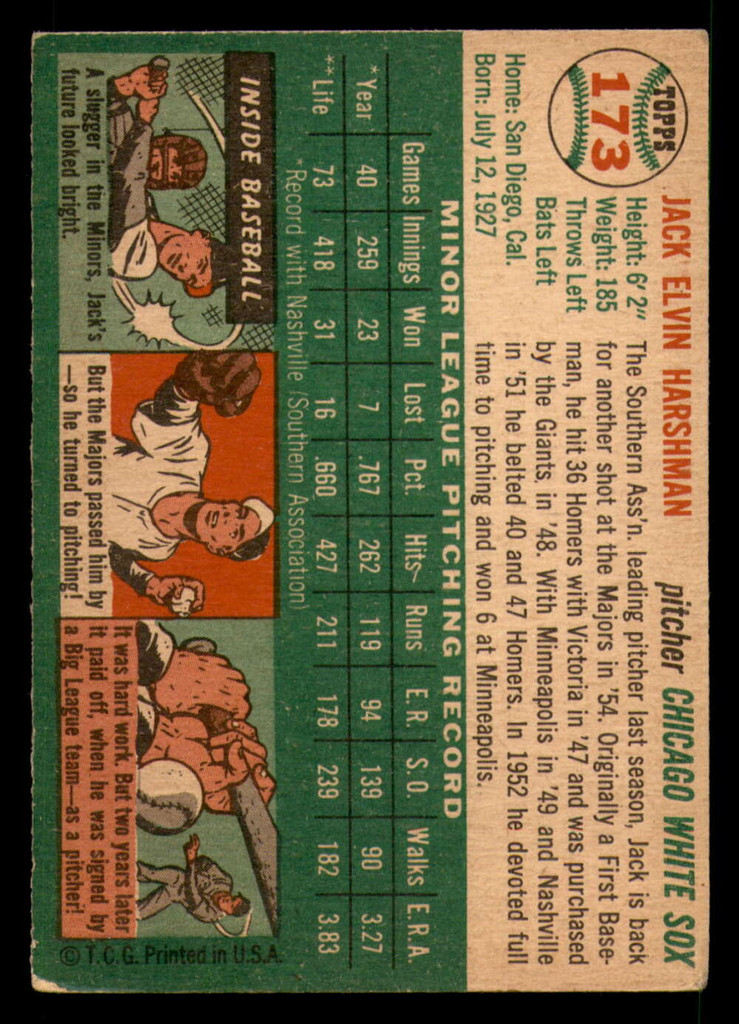 TOPPS
173
JACK ELVIN HARSHMAN
pitcher CHICAGO WHITE SOX
Height: 6' 2"
Weight: 185
Throws Left
Bats Left
Home: San Diego, Cal.
Born: July 12, 1927
The Southern Ass'n. leading pitcher last season, Jack is back
for another shot at the Majors in '54. Originally a First Base-
man, he hit 36 Homers with Victoria in '47 and was purchased
by the Giants, in '48. With Minneapolis in '49 and Nashville
in '51 he belted 40 and 47 Homers. In 1952 he devoted full
time to pitching and won 6 at Minneapolis.
MINOR LEAGUE PITCHING RECORD
Games Innings Won Lost Pct. Hits Runs E.R. S.O. Walks E.R.A.
*Year 40 259 23 7 .767 262 119 94 139 90 3.27
**Life 73 418 31 16 .660 427 211 178 239 182 3.83
*Record with Nashville (Southern Association)
INSIDE BASEBALL
A slugger in the Minors, Jack's
future looked bright.
But the Majors passed him by
—so he turned to pitching!
It was hard work. But two years later
it paid off, when he was signed by
a Big League team—as a pitcher!
© T.C.G. Printed in U.S.A.